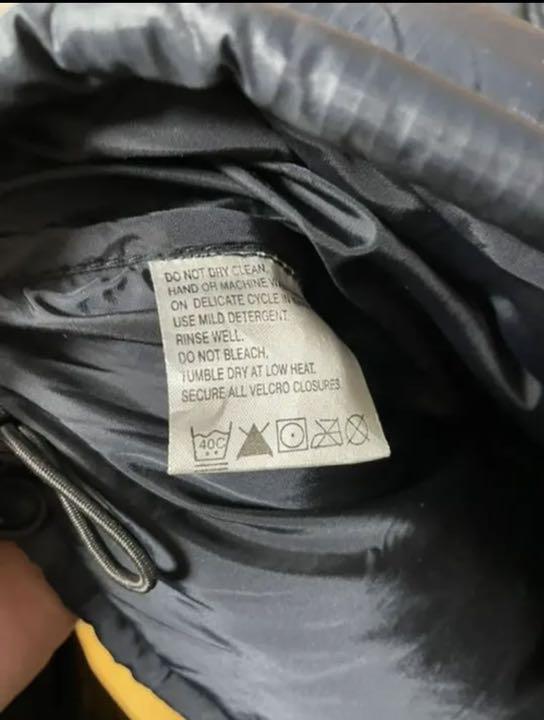 DO NOT DRY CLEAN,
HAND OR MACHINE
ON DELICATE CYCLE IN
USE MILD DETERGENT.
RINSE WELL.
DO NOT BLEACH,
TUMBLE DRY AT LOW HEAT.
SECURE ALL VELCRO CLOSURES
40C